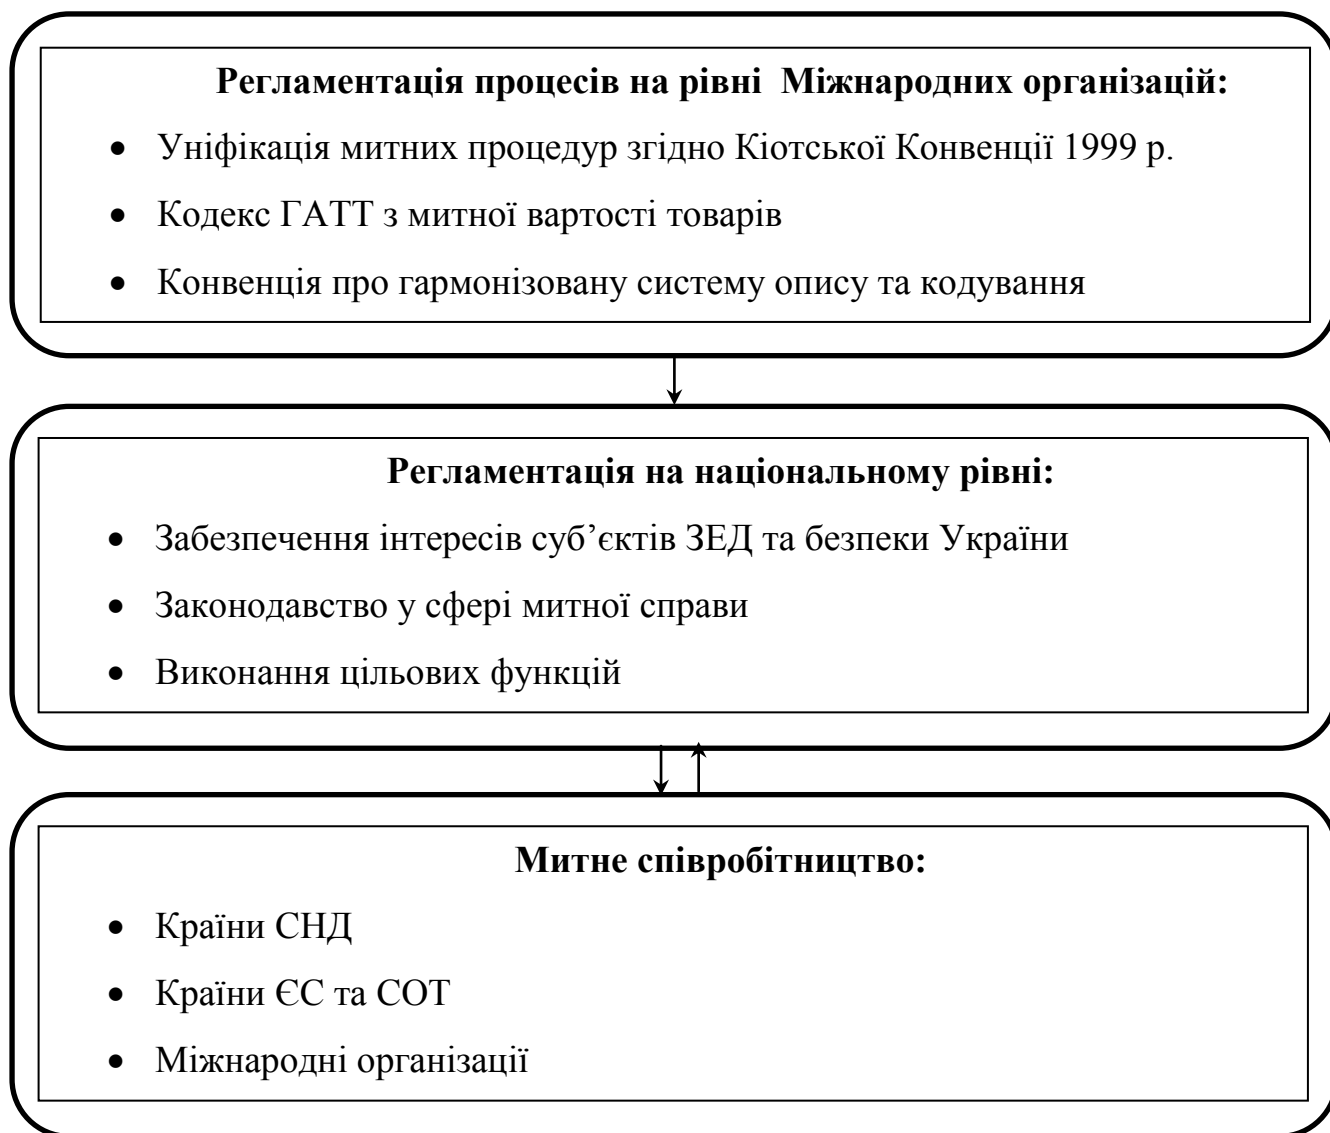 Регламентація процесів на рівні Міжнародних організацій:
• Уніфікація митних процедур згідно Кіотської Конвенції 1999 р.
• Кодекс ГАТТ з митної вартості товарів
• Конвенція про гармонізовану систему опису та кодування
Регламентація на національному рівні:
• Забезпечення інтересів суб’єктів ЗЕД та безпеки України
• Законодавство у сфері митної справи
• Виконання цільових функцій
Митне співробітництво:
• Країни СНД
• Країни ЄС та СОТ
• Міжнародні організації